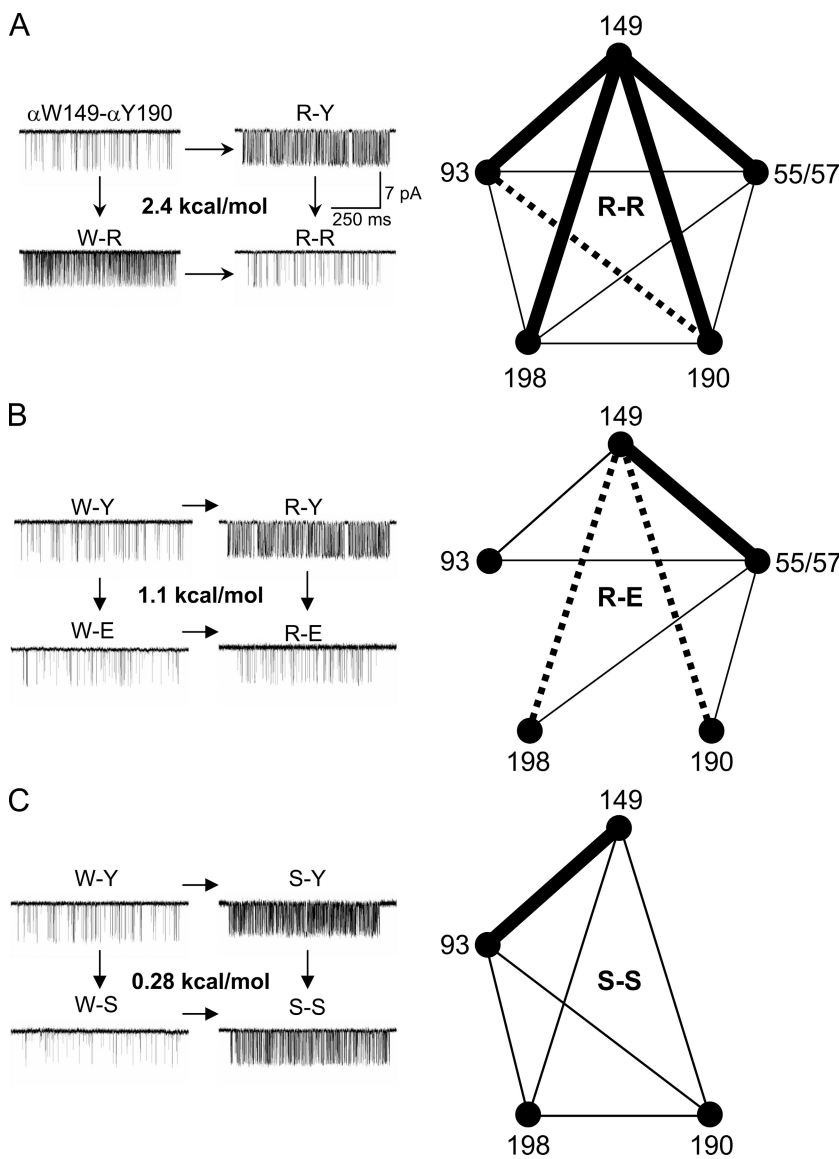 A
αW149-αY190
R-Y
2.4 kcal/mol
7 pA
250 ms
W-R
R-R
149
93
55/57
R-R
198
190
B
W-Y
R-Y
1.1 kcal/mol
W-E
R-E
149
93
55/57
R-E
198
190
C
W-Y
S-Y
0.28 kcal/mol
W-S
S-S
149
93
S-S
198
190